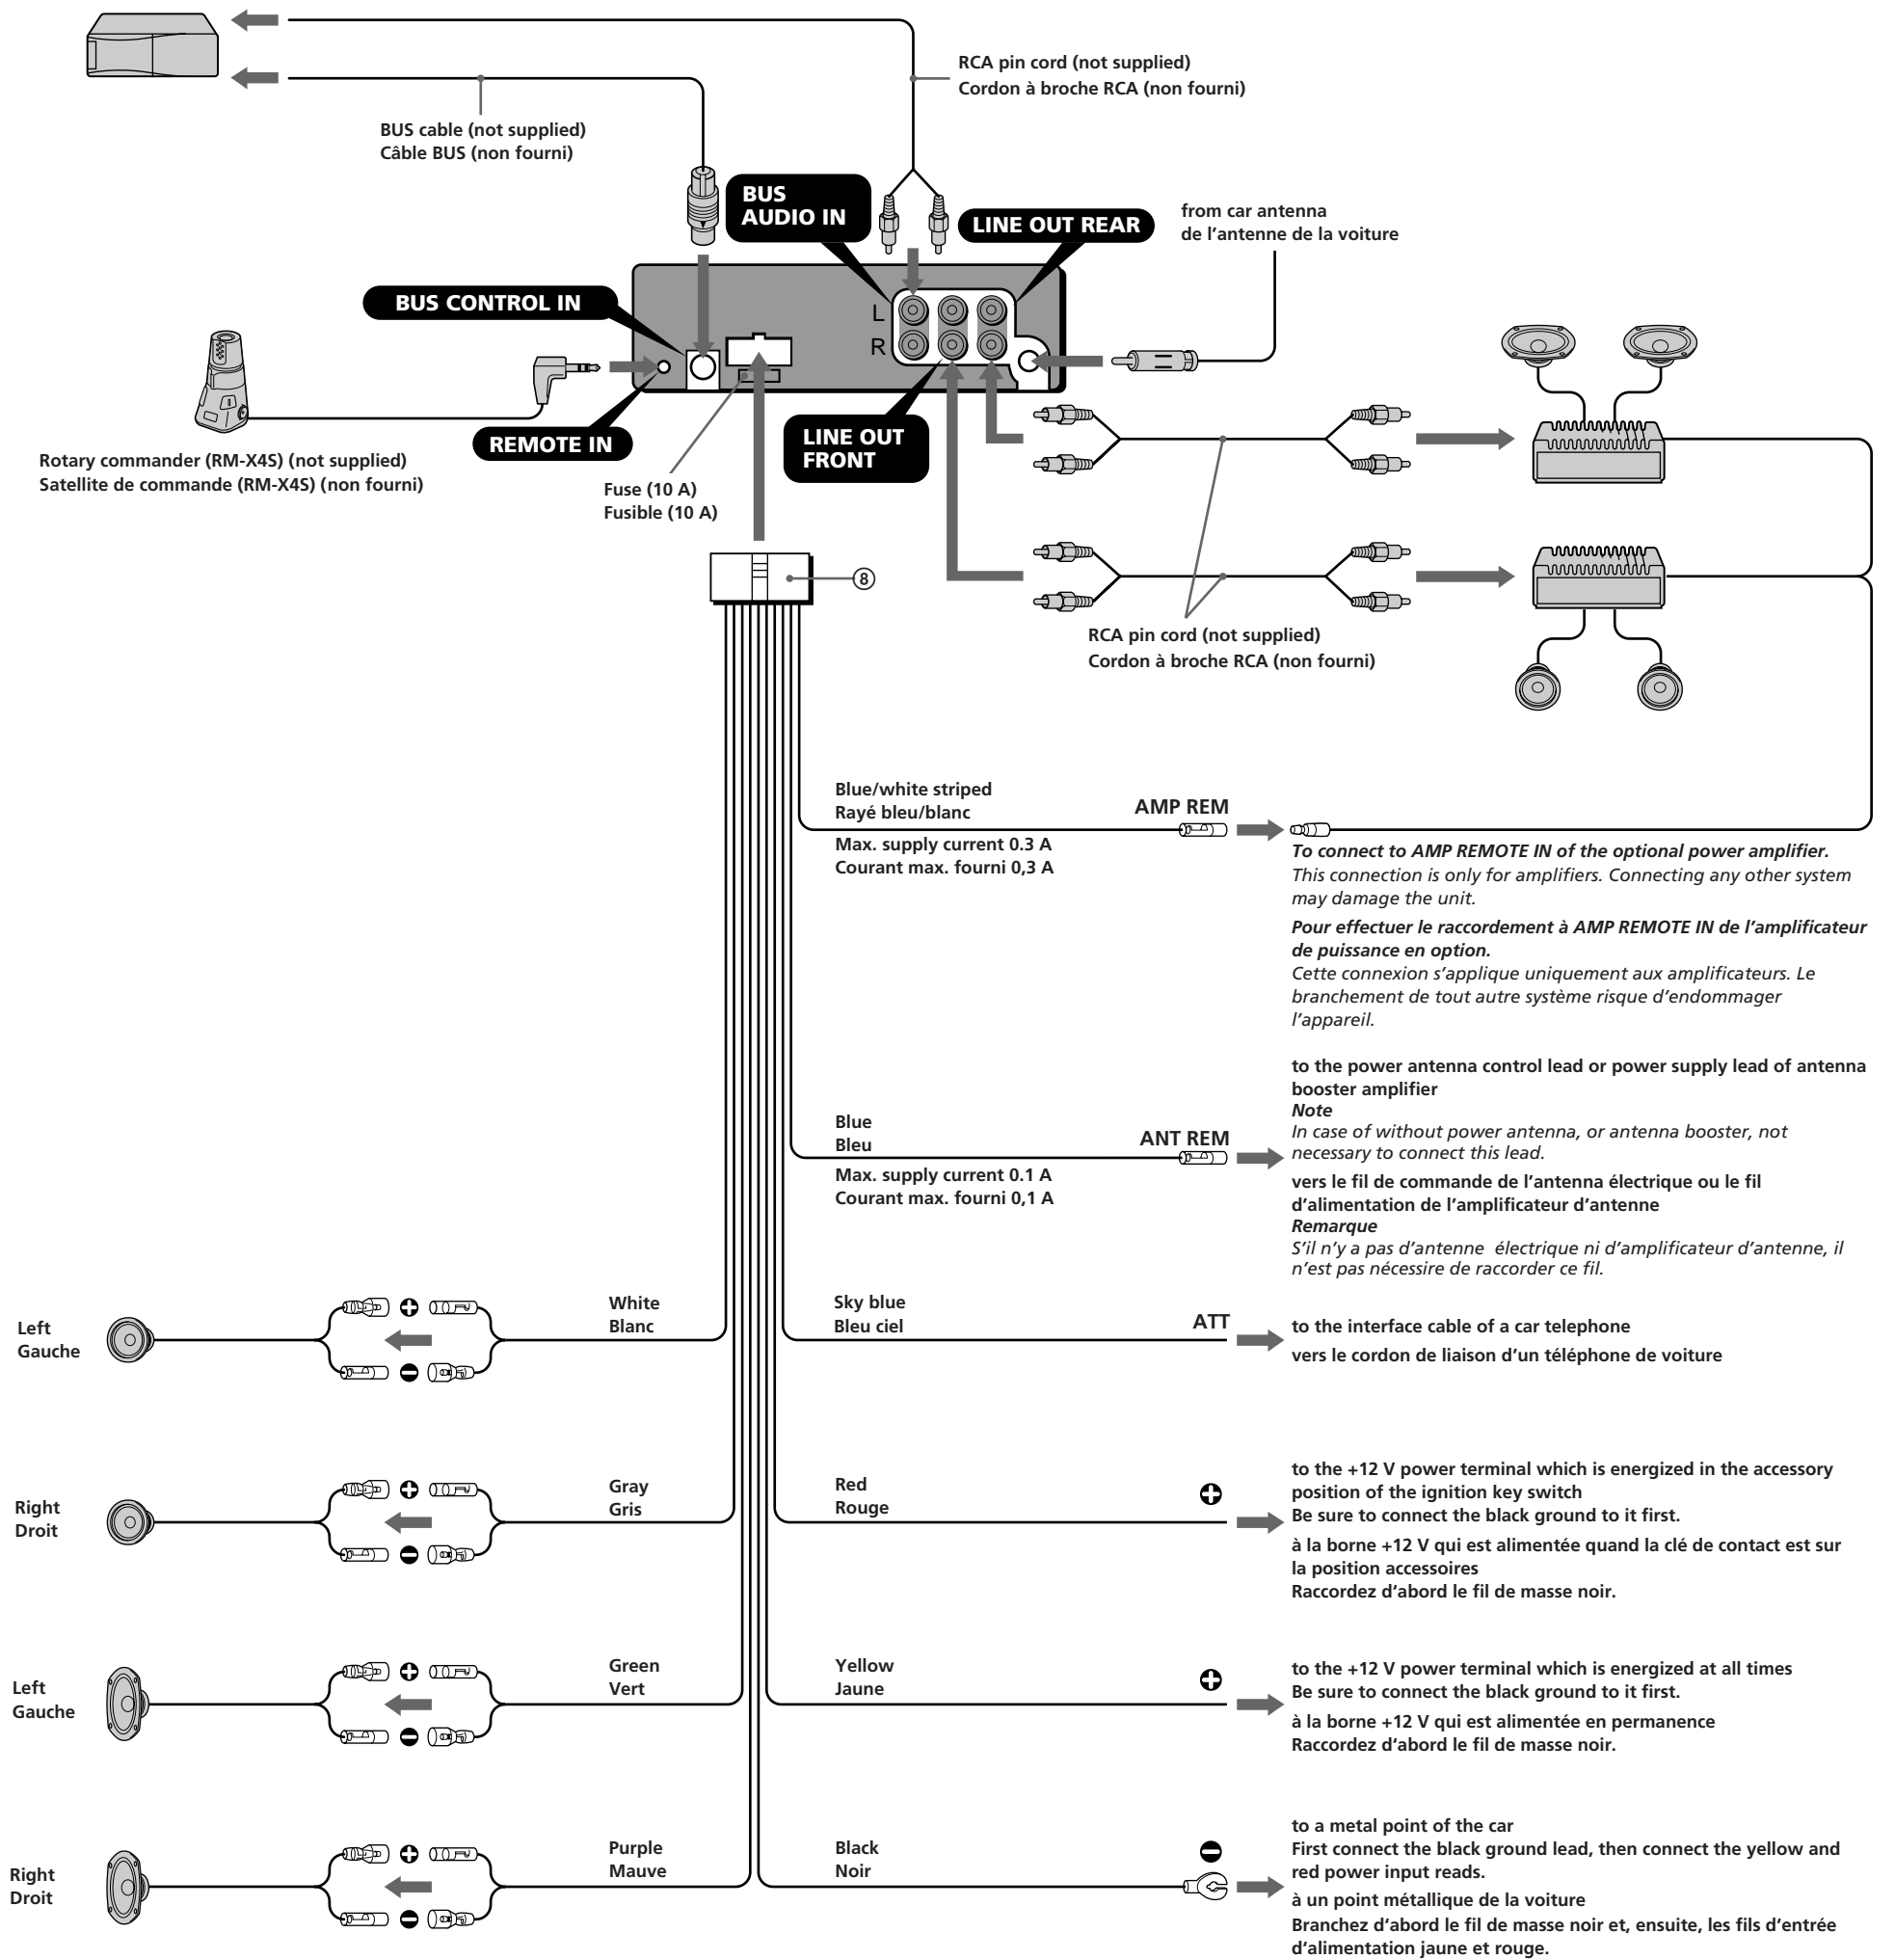 RCA pin cord (not supplied)
Cordon à broche RCA (non fourni)
BUS cable (not supplied)
Câble BUS (non fourni)
BUS
AUDIO IN
LINE OUT REAR
from car antenna
de l’antenne de la voiture
BUS CONTROL IN
L
R
REMOTE IN
LINE OUT
FRONT
Rotary commander (RM-X4S) (not supplied)
Satellite de commande (RM-X4S) (non fourni)
Fuse (10 A)
Fusible (10 A)
⑧
RCA pin cord (not supplied)
Cordon à broche RCA (non fourni)
Blue/white striped
Rayé bleu/blanc
AMP REM
Max. supply current 0.3 A
Courant max. fourni 0,3 A
To connect to AMP REMOTE IN of the optional power amplifier.
This connection is only for amplifiers. Connecting any other system
may damage the unit.
Pour effectuer le raccordement à AMP REMOTE IN de l’amplificateur
de puissance en option.
Cette connexion s’applique uniquement aux amplificateurs. Le
branchement de tout autre système risque d’endommager
l’appareil.
Blue
Bleu
ANT REM
Max. supply current 0.1 A
Courant max. fourni 0,1 A
to the power antenna control lead or power supply lead of antenna
booster amplifier
Note
In case of without power antenna, or antenna booster, not
necessary to connect this lead.
vers le fil de commande de l’antenne électrique ou le fil
d’alimentation de l’amplificateur d’antenne
Remarque
S’il n’y a pas d’antenne électrique ni d’amplificateur d’antenne, il
n’est pas nécessire de raccorder ce fil.
Left
Gauche
White
Blanc
Sky blue
Bleu ciel
ATT
to the interface cable of a car telephone
vers le cordon de liaison d’un téléphone de voiture
Right
Droit
Gray
Gris
Red
Rouge
to the +12 V power terminal which is energized in the accessory
position of the ignition key switch
Be sure to connect the black ground to it first.
à la borne +12 V qui est alimentée quand la clé de contact est sur
la position accessoires
Raccordez d‘abord le fil de masse noir.
Left
Gauche
Green
Vert
Yellow
Jaune
to the +12 V power terminal which is energized at all times
Be sure to connect the black ground to it first.
à la borne +12 V qui est alimentée en permanence
Raccordez d‘abord le fil de masse noir.
Right
Droit
Purple
Mauve
Black
Noir
to a metal point of the car
First connect the black ground lead, then connect the yellow and
red power input reads.
à un point métallique de la voiture
Branchez d‘abord le fil de masse noir et, ensuite, les fils d‘entrée
d‘alimentation jaune et rouge.